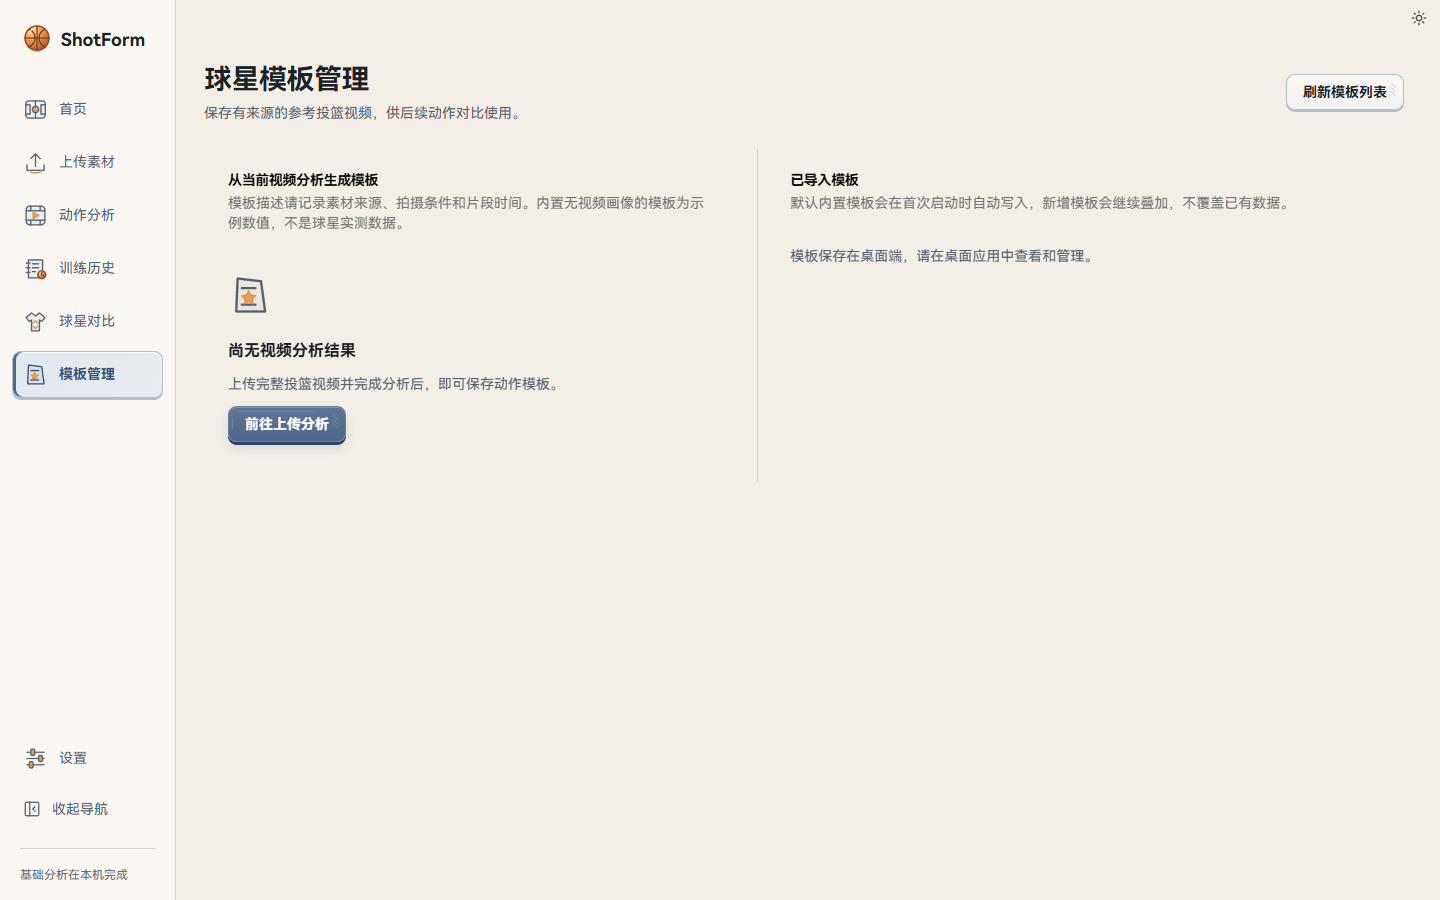 ShotForm
首页
上传素材
动作分析
训练历史
球星对比
模板管理
设置
收起导航
基础分析在本机完成
球星模板管理
保存有来源的参考投篮视频，供后续动作对比使用。
刷新模板列表
从当前视频分析生成模板
模板描述请记录素材来源、拍摄条件和片段时间。内置无视频画像的模板为示
例数值，不是球星实测数据。
尚无视频分析结果
上传完整投篮视频并完成分析后，即可保存动作模板。
前往上传分析
已导入模板
默认内置模板会在首次启动时自动写入，新增模板会继续叠加，不覆盖已有数据。
模板保存在桌面端，请在桌面应用中查看和管理。